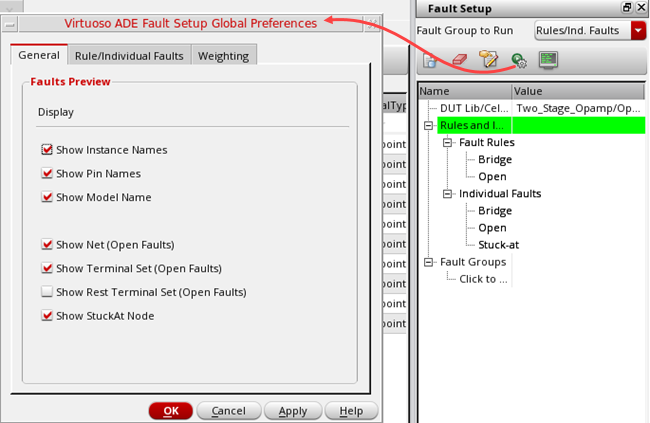 Virtuoso ADE Fault Setup Global Preferences
General
Rule/Individual Faults
Weighting
Faults Preview
Display
Show Instance Names
Show Pin Names
Show Model Name
Show Net (Open Faults)
Show Terminal Set (Open Faults)
Show Rest Terminal Set (Open Faults)
Show StuckAt Node
OK
Cancel
Apply
Help
alTyp
point
point
point
point
point
point
point
point
point
Fault Setup
Fault Group to Run
Rules/Ind. Faults
Name
Value
DUT Lib/Cel...
Two_Stage_Opamp/Op...
Rules and I...
Fault Rules
Bridge
Open
Individual Faults
Bridge
Open
Stuck-at
Fault Groups
Click to ...